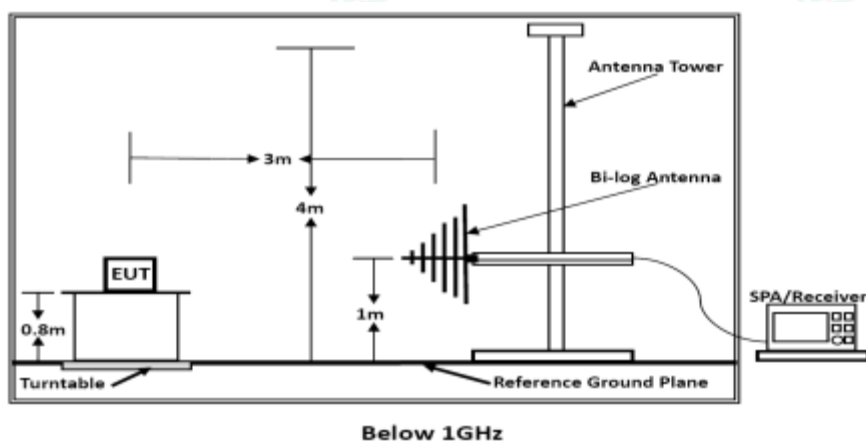 Antenna Tower
3m
Bi-log Antenna
4m
EUT
SPA/Receiver
0.8m
1m
Turntable
Reference Ground Plane
Below 1GHz